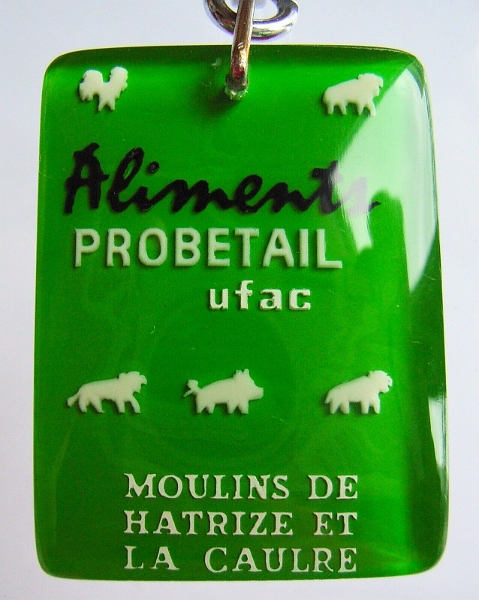 Aliments
PROBETAIL
ufac
MOULINS DE
HATRIZE ET
LA CAULRE